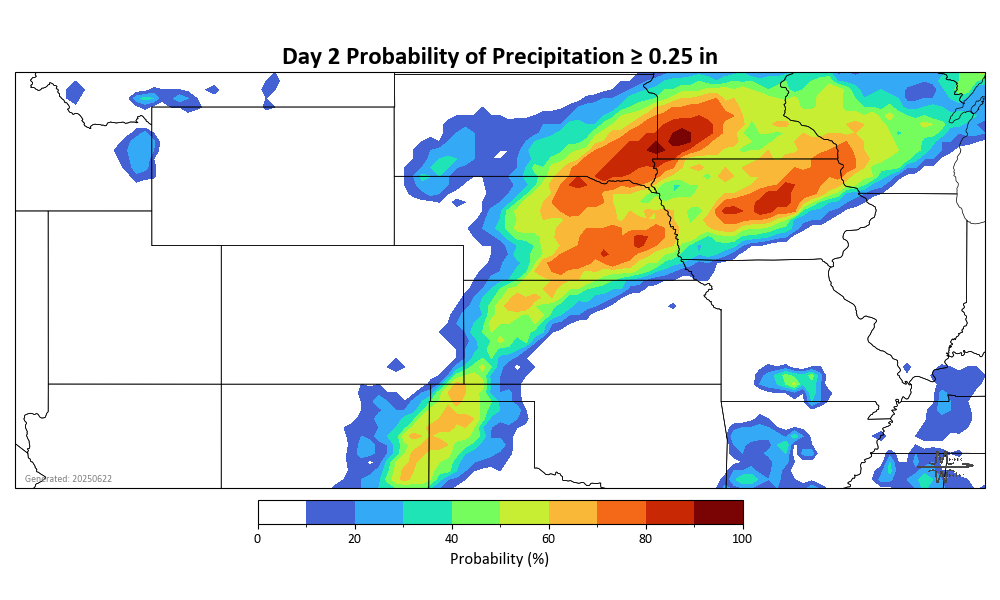 Day 2 Probability of Precipitation ≥ 0.25 in
Generated: 20250622
0 20 40 60 80 100
Probability (%)